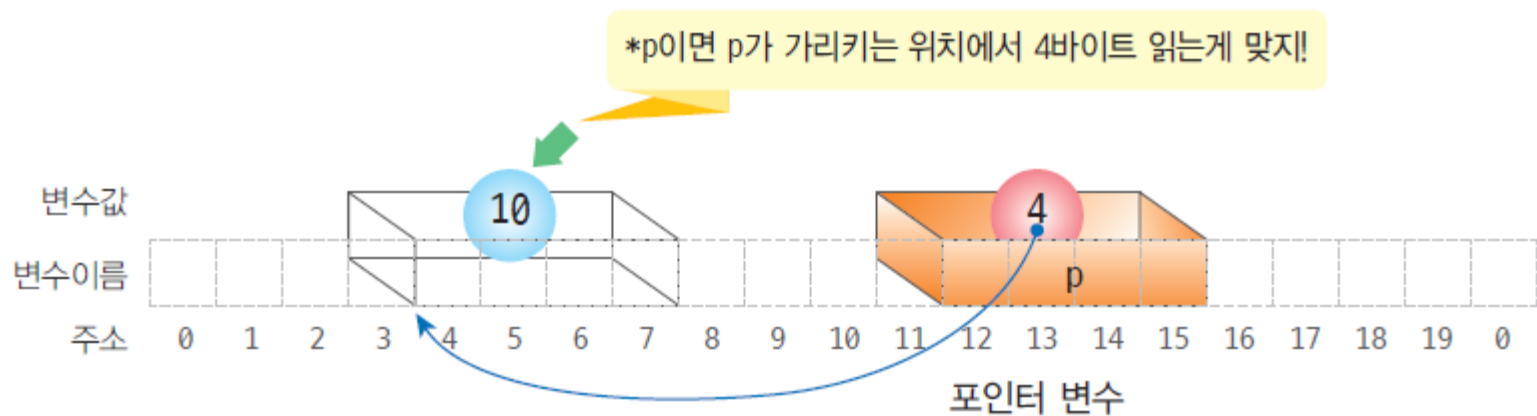 *p이면 p가 가리키는 위치에서 4바이트 읽는게 맞지!
변수값 10 4
변수이름 p
주소 0 1 2 3 4 5 6 7 8 9 10 11 12 13 14 15 16 17 18 19 0
포인터 변수